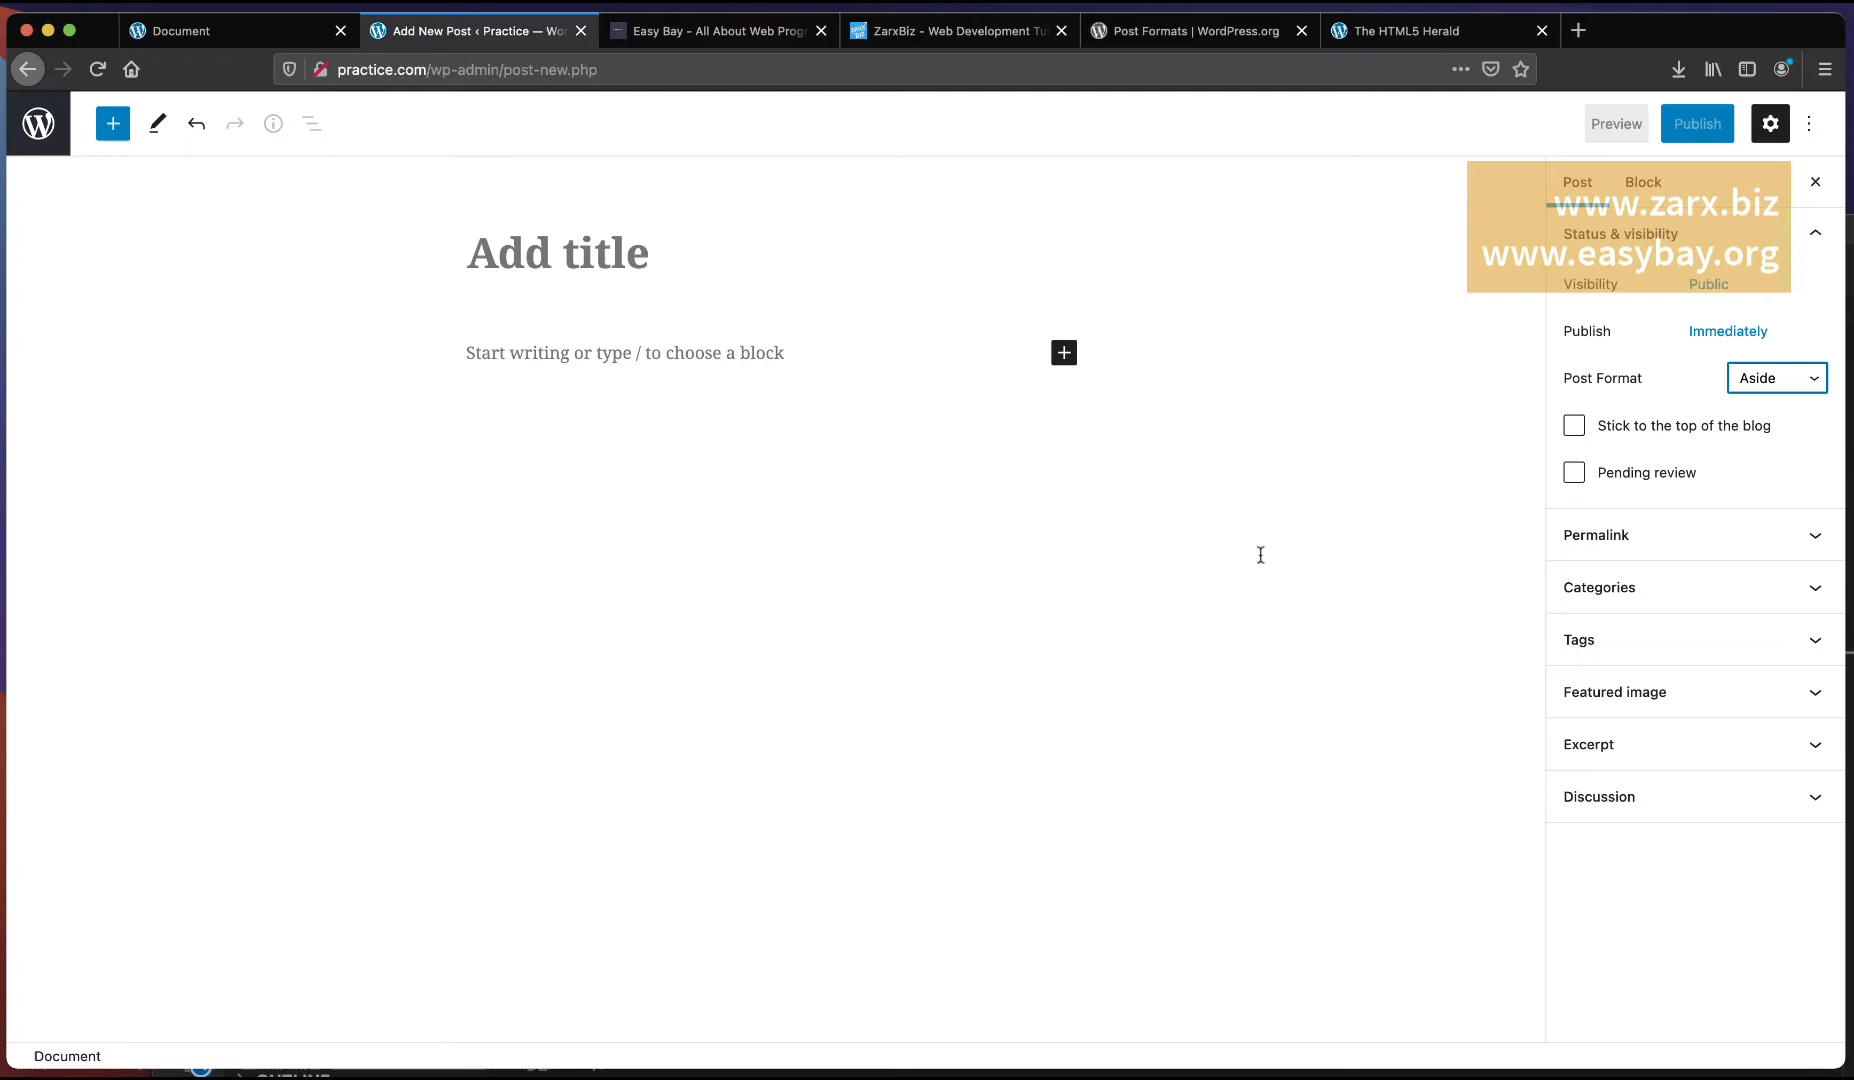 Document
Add New Post ‹ Practice — Wor
Easy Bay - All About Web Progr
ZarxBiz - Web Development Tut
Post Formats | WordPress.org
The HTML5 Herald
practice.com/wp-admin/post-new.php
Preview
Publish
Post
Block
www.zarx.biz
Status & visibility
www.easybay.org
Visibility
Public
Add title
Publish
Immediately
Start writing or type / to choose a block
Post Format
Aside
Stick to the top of the blog
Pending review
Permalink
Categories
Tags
Featured image
Excerpt
Discussion
Document
OUTLINE